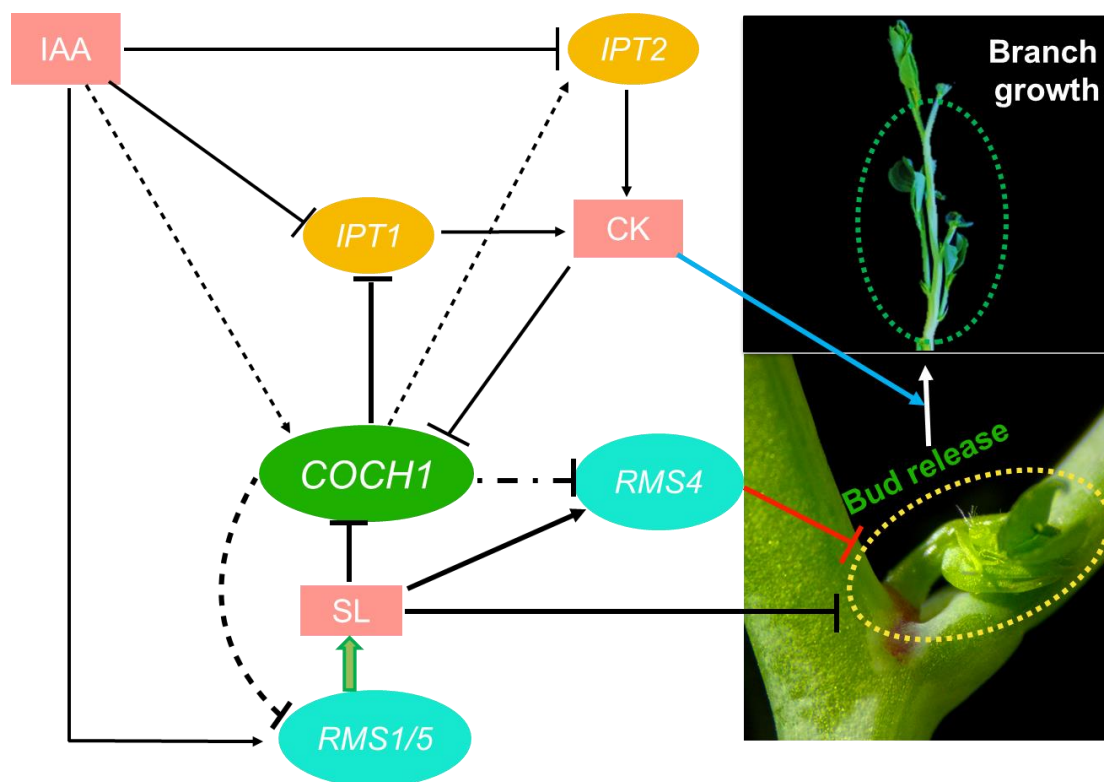 IAA
IPT2
Branch
growth
IPT1
CK
COCH1
RMS4
Bud release
SL
RMS1/5